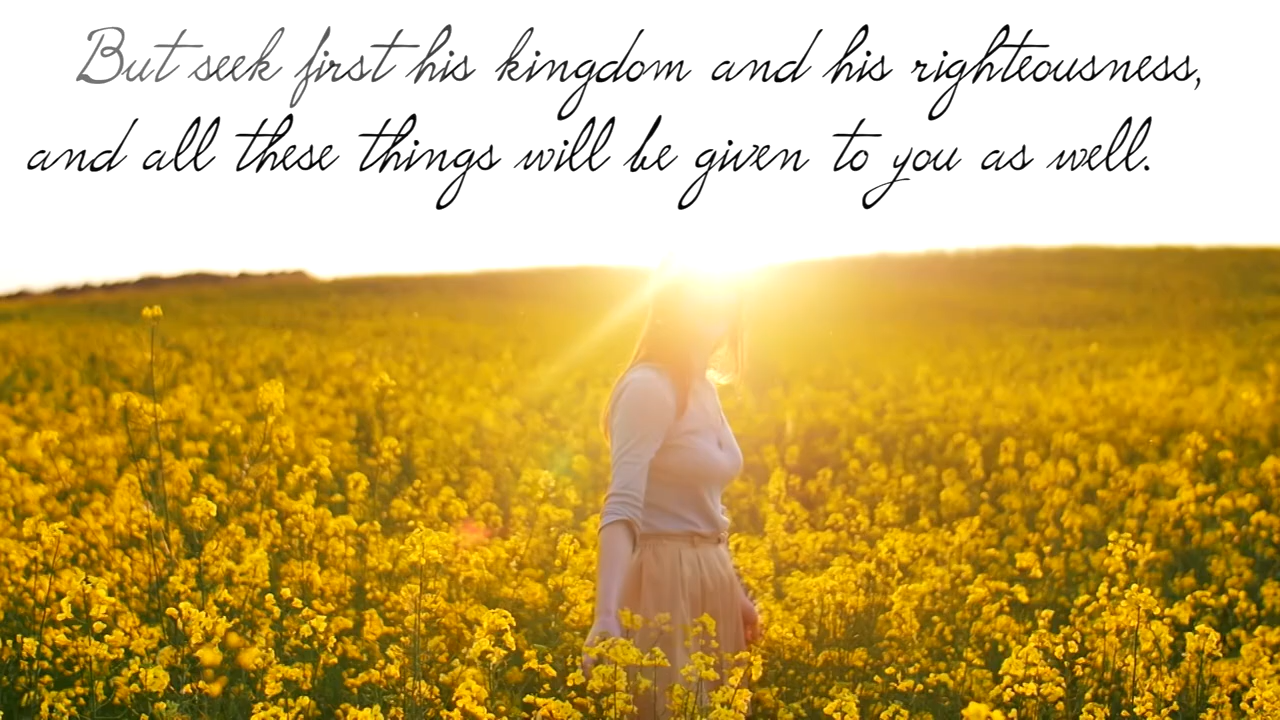 But seek first his kingdom and his righteousness,
and all these things will be given to you as well.